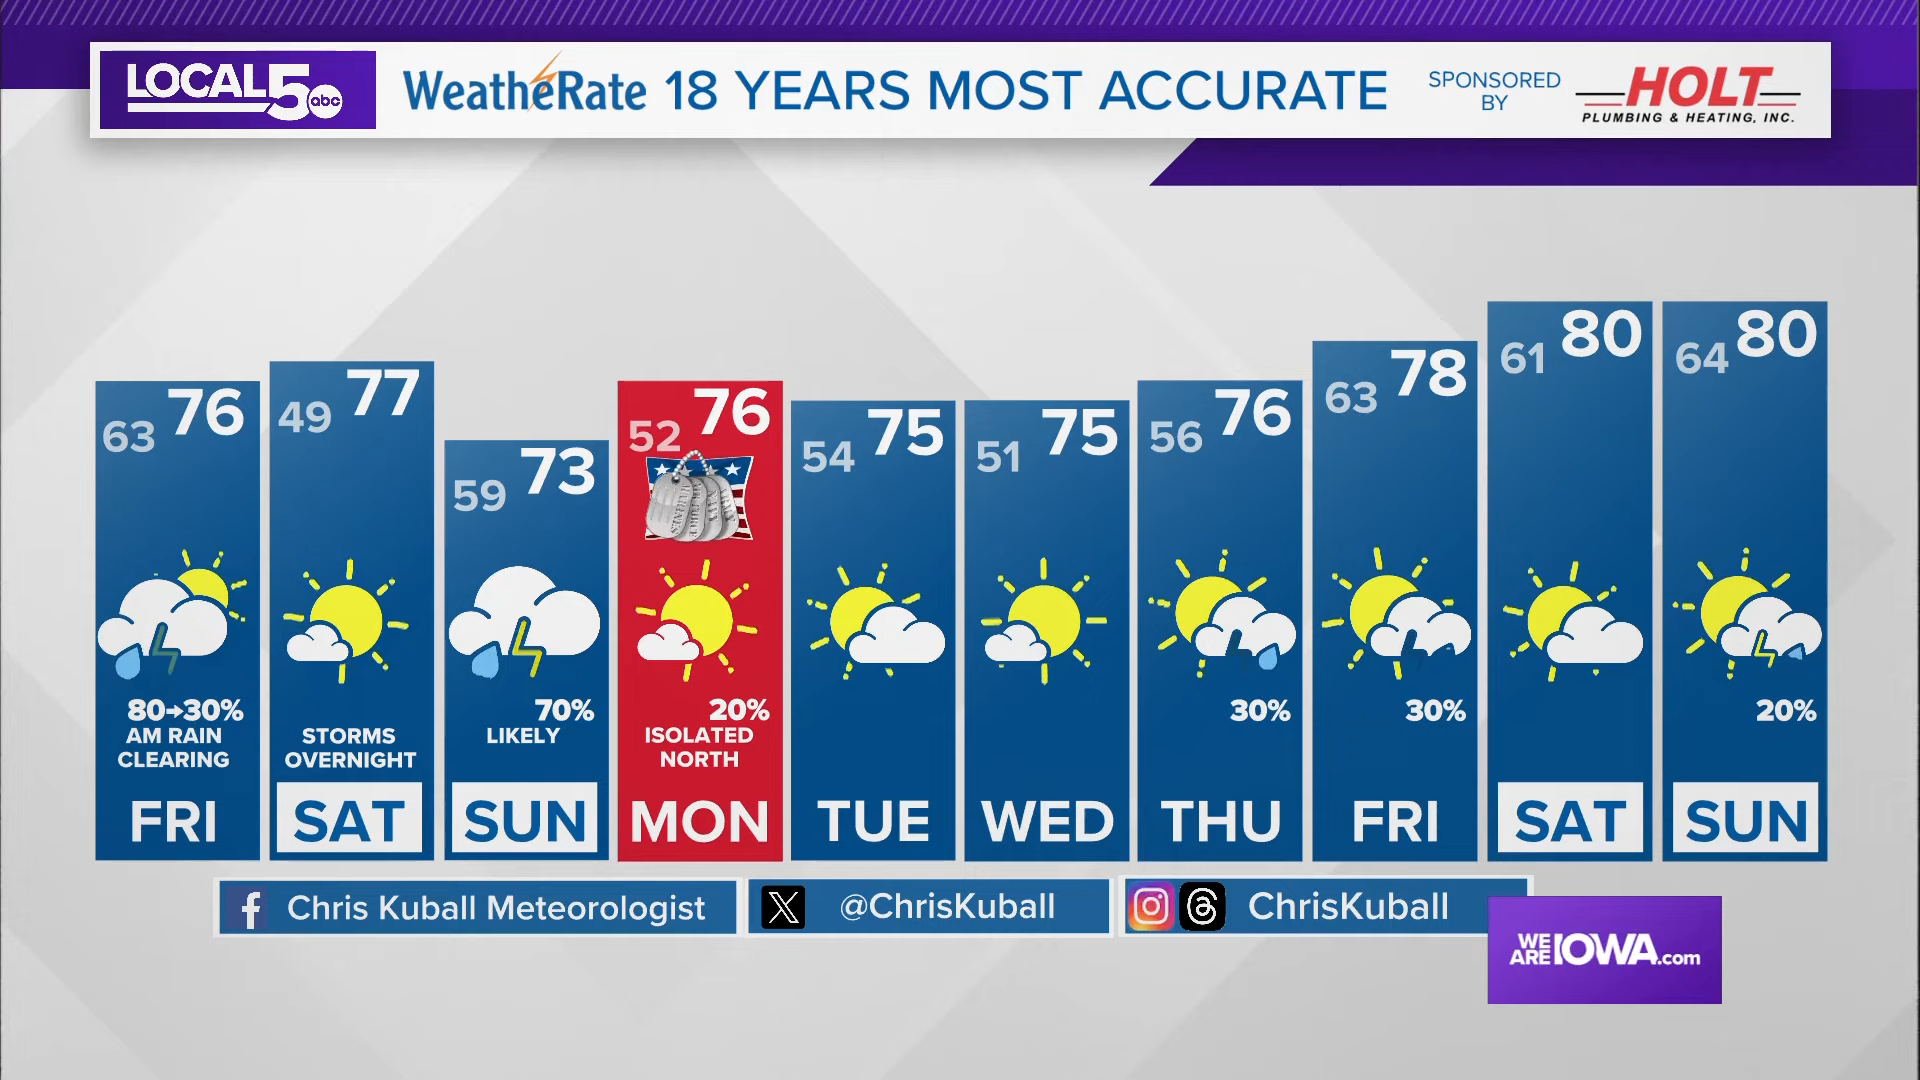 LOCAL 5 abc
WeatheRate 18 YEARS MOST ACCURATE
SPONSORED
BY
HOLT
PLUMBING & HEATING, INC.
63 76
80→30%
AM RAIN
CLEARING
FRI
49 77
STORMS
OVERNIGHT
SAT
59 73
70%
LIKELY
SUN
52 76
20%
ISOLATED
NORTH
MON
54 75
TUE
51 75
WED
56 76
30%
THU
63 78
30%
FRI
61 80
SAT
64 80
20%
SUN
f Chris Kuball Meteorologist
X @ChrisKuball
ChrisKuball
WE
ARE IOWA.com